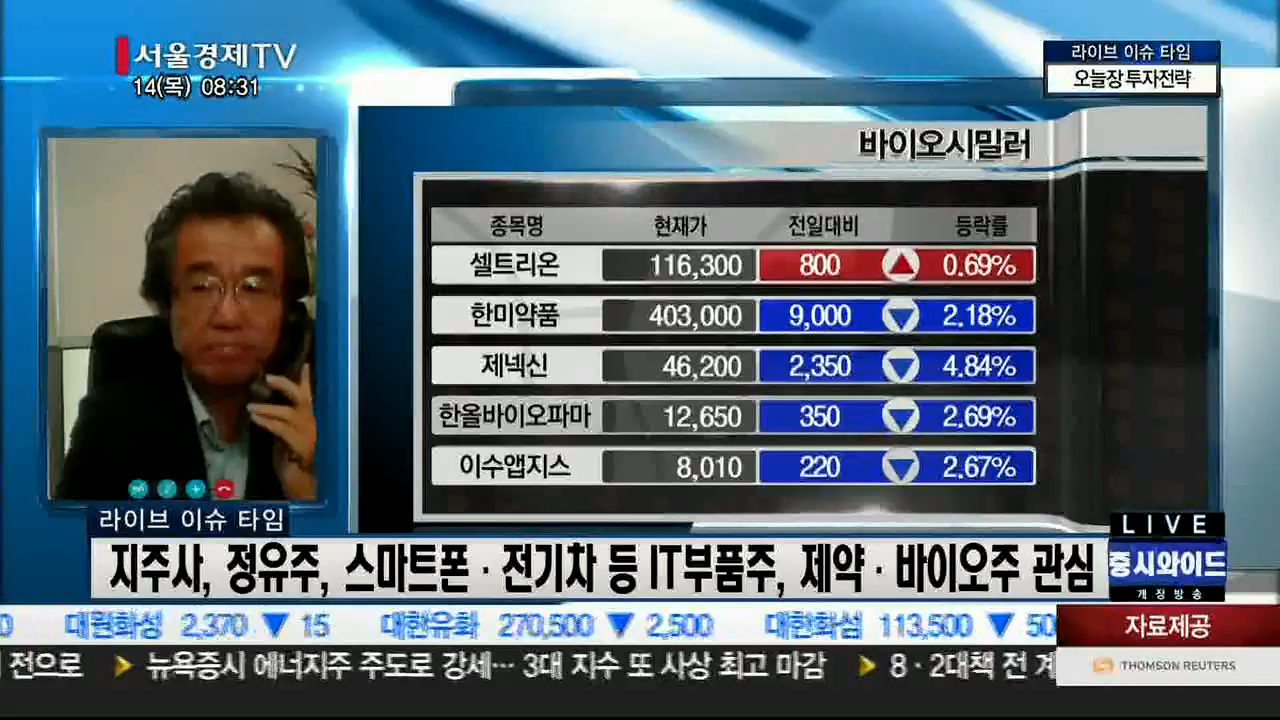 서울경제TV
14(목) 08:31
라이브 이슈 타임
오늘장 투자전략
바이오시밀러
종목명 현재가 전일대비 등락률
셀트리온 116,300 800 ▲ 0.69%
한미약품 403,000 9,000 ▼ 2.18%
제넥신 46,200 2,350 ▼ 4.84%
한올바이오파마 12,650 350 ▼ 2.69%
이수앱지스 8,010 220 ▼ 2.67%
라이브 이슈 타임
지주사, 정유주, 스마트폰·전기차 등 IT부품주, 제약·바이오주 관심
LIVE
증시와이드
개장방송
대원화성 2,370 ▼ 15 대한유화 270,500 ▼ 2,500 대한화섬 113,500 ▼
자료제공
전으로 뉴욕증시 에너지주 주도로 강세… 3대 지수 또 사상 최고 마감 8·2대책 전
THOMSON REUTERS